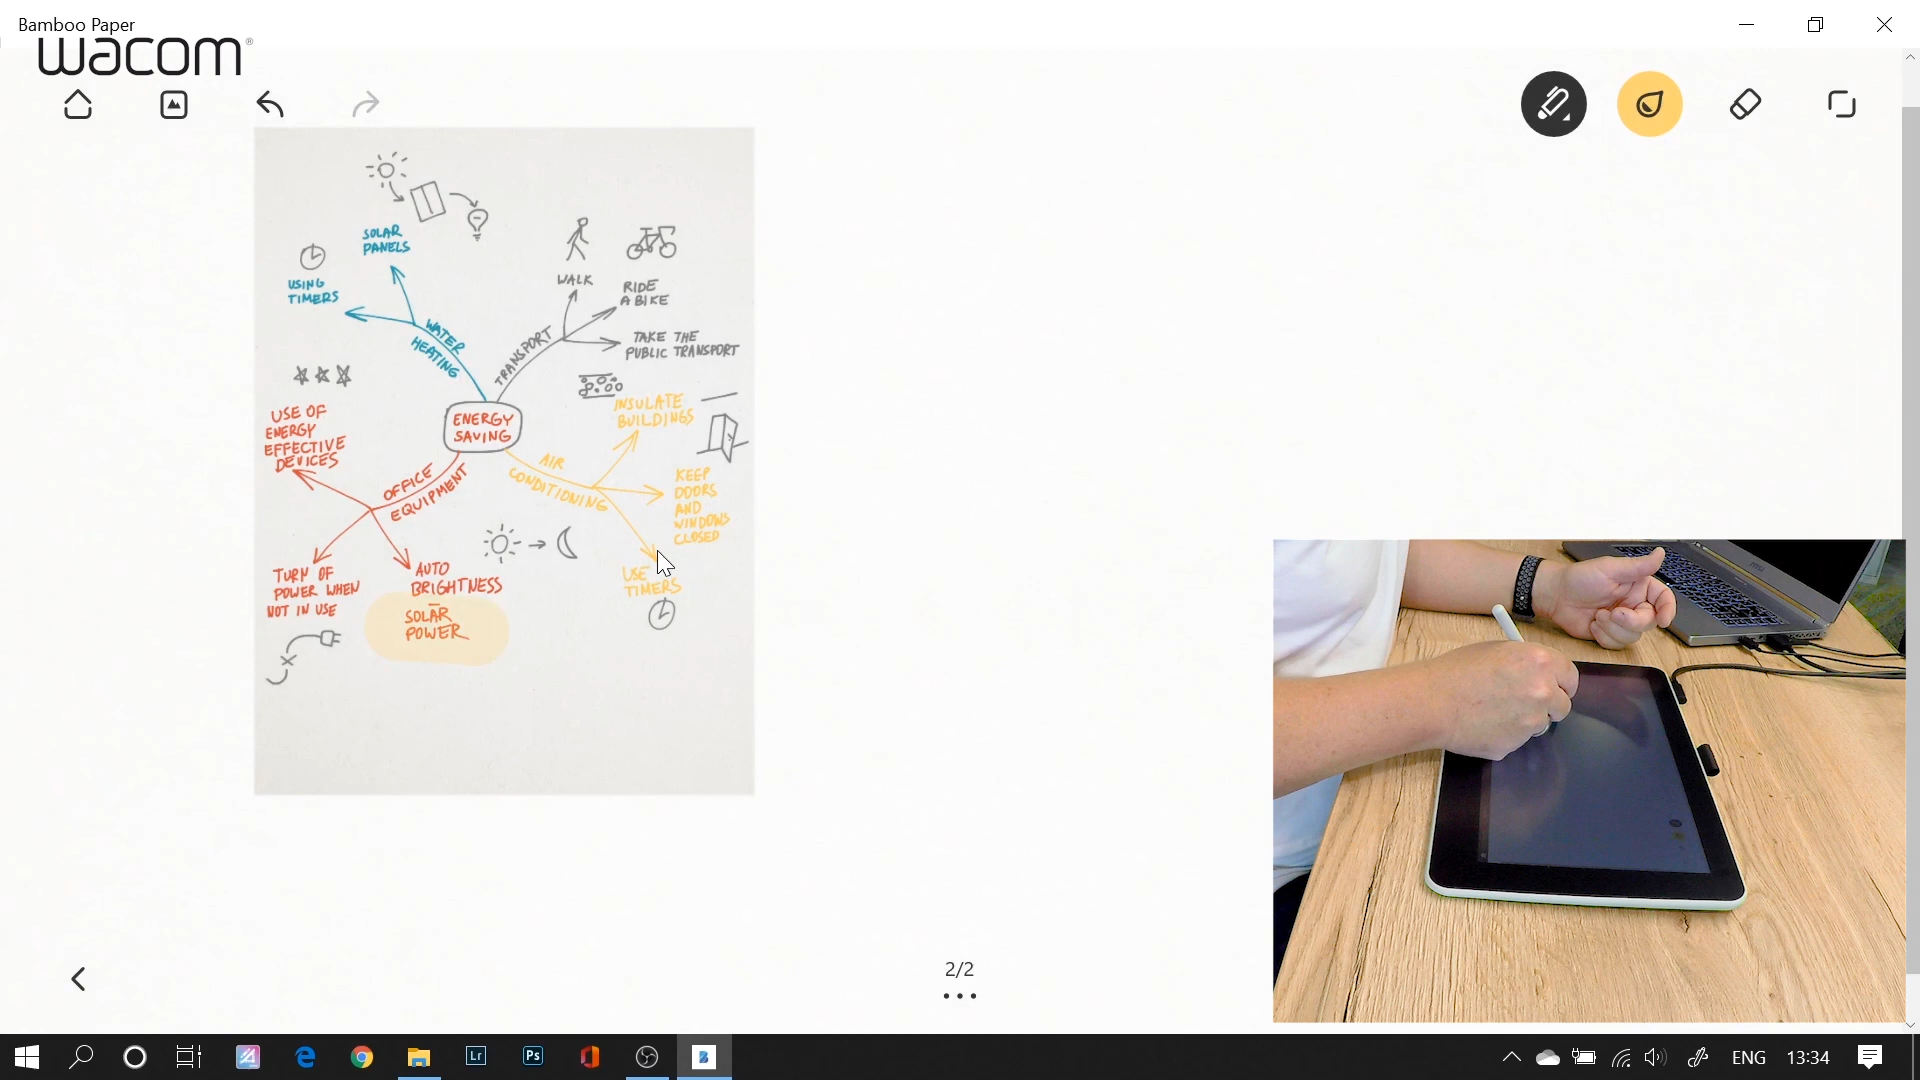 Bamboo Paper
wacom®
SOLAR
PANELS
USING
TIMERS
WATER
HEATING
WALK
RIDE
A BIKE
TAKE THE
PUBLIC TRANSPORT
TRANSPORT
ENERGY
SAVING
INSULATE
BUILDINGS
AIR
CONDITIONING
KEEP
DOORS
AND
WINDOWS
CLOSED
USE
TIMERS
USE OF
ENERGY
EFFECTIVE
DEVICES
OFFICE
EQUIPMENT
TURN OF
POWER WHEN
NOT IN USE
AUTO
BRIGHTNESS
SOLAR
POWER
2/2
Lr
Ps
B
ENG
13:34